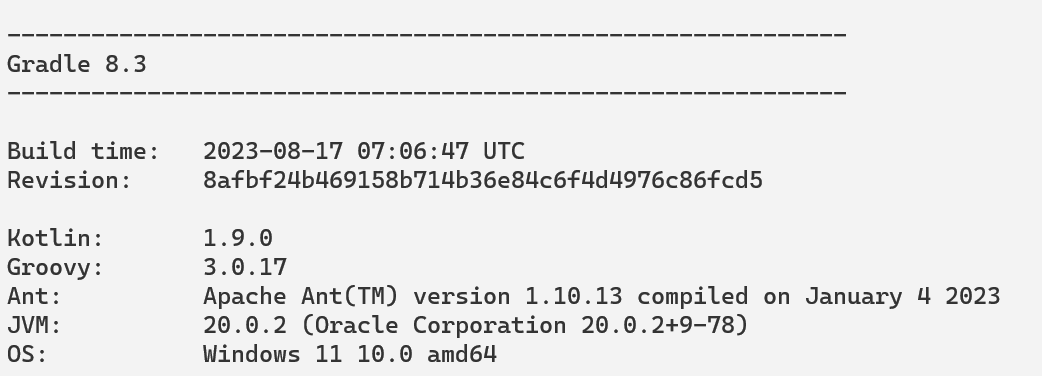 ------------------------------------------------------------
Gradle 8.3
------------------------------------------------------------
Build time:   2023-08-17 07:06:47 UTC
Revision:     8afbf24b469158b714b36e84c6f4d4976c86fcd5
Kotlin:       1.9.0
Groovy:       3.0.17
Ant:          Apache Ant(TM) version 1.10.13 compiled on January 4 2023
JVM:          20.0.2 (Oracle Corporation 20.0.2+9-78)
OS:           Windows 11 10.0 amd64